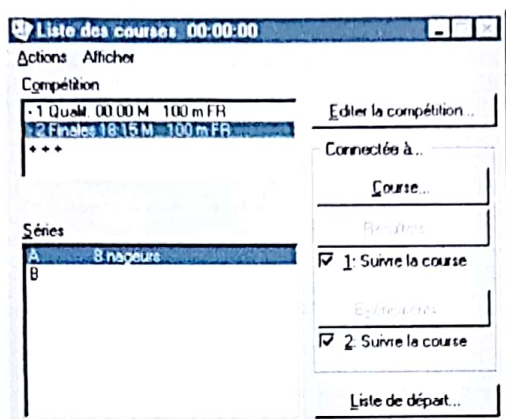 Liste des courses 00:00:00
Actions Afficher
Compétition
- 1 Qualif. 00:00 M 100 m FR
- 2 Finales 18:15 M 100 m FR
+ + +
Editer la compétition...
Connectée à...
Course...
Résultats
1: Suivre la course
Evénements
2: Suivre la course
Séries
A 8 nageurs
B
Liste de départ...